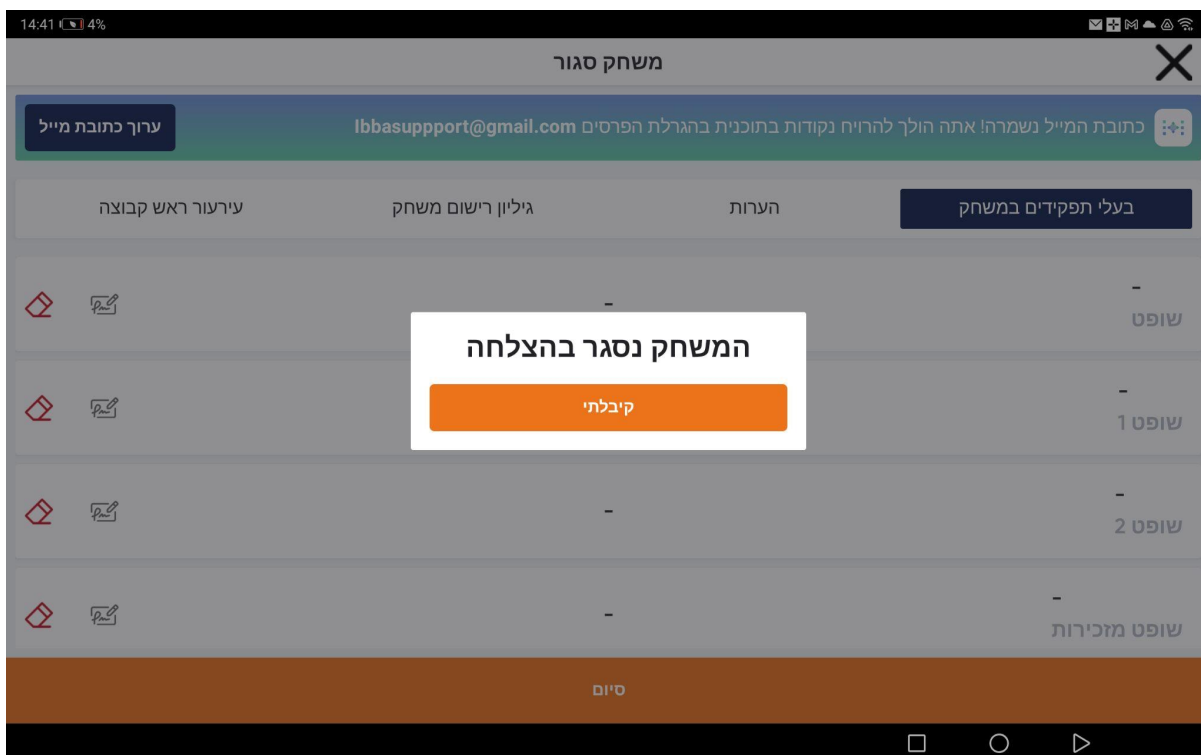 14:41 4%
משחק סגור
כתובת המייל נשמרה! אתה הולך להרויח נקודות בתוכנית בהגרלת הפרסים Ibbasuppport@gmail.com
ערוך כתובת מייל
בעלי תפקידים במשחק
הערות
גיליון רישום משחק
עירעור ראש קבוצה
-
שופט
-
המשחק נסגר בהצלחה
קיבלתי
-
שופט 1
-
שופט 2
-
-
שופט מזכירות
-
סיום